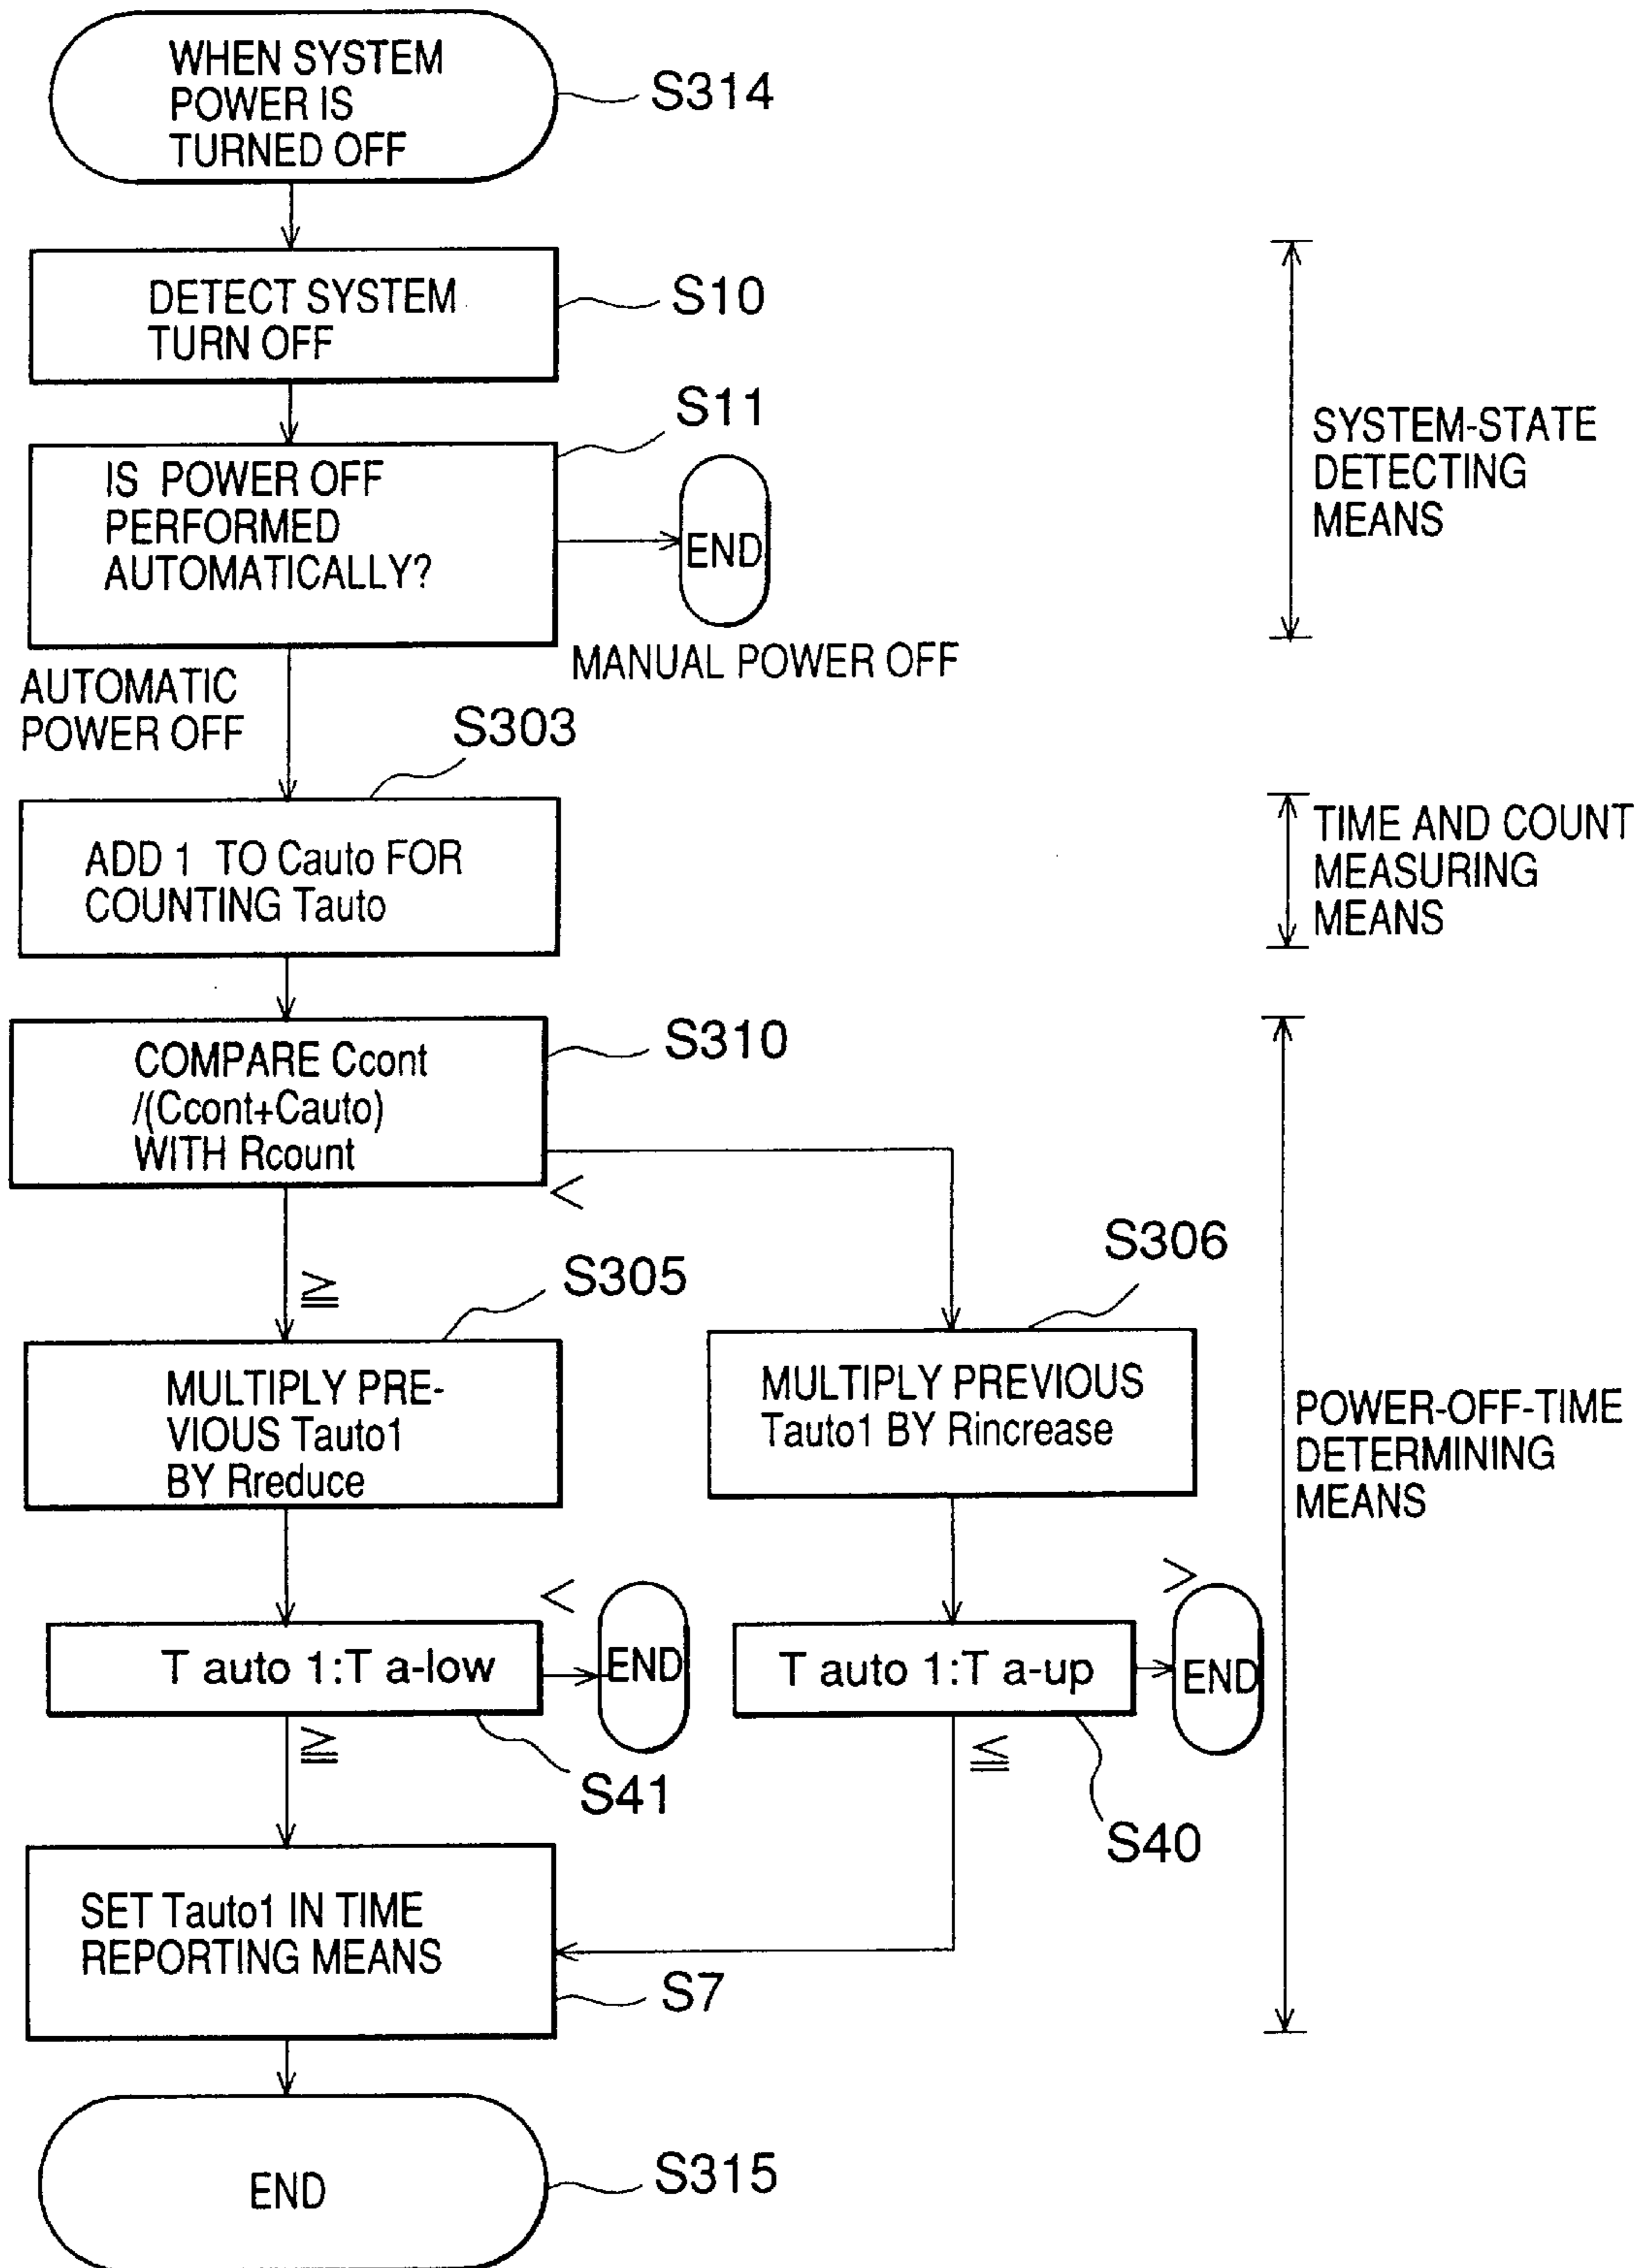 WHEN SYSTEM
POWER IS
TURNED OFF
S314
DETECT SYSTEM
TURN OFF
S10
S11
IS POWER OFF
PERFORMED
AUTOMATICALLY?
END
MANUAL POWER OFF
SYSTEM-STATE
DETECTING
MEANS
AUTOMATIC
POWER OFF
S303
ADD 1 TO Cauto FOR
COUNTING Tauto
TIME AND COUNT
MEASURING
MEANS
S310
COMPARE Ccont
/(Ccont+Cauto)
WITH Rcount
<
≧
S305
S306
MULTIPLY PRE-
VIOUS Tauto1
BY Rreduce
MULTIPLY PREVIOUS
Tauto1 BY Rincrease
POWER-OFF-TIME
DETERMINING
MEANS
<
>
T auto 1:T a-low
END
T auto 1:T a-up
END
≧
≦
S41
S40
SET Tauto1 IN TIME
REPORTING MEANS
S7
END
S315